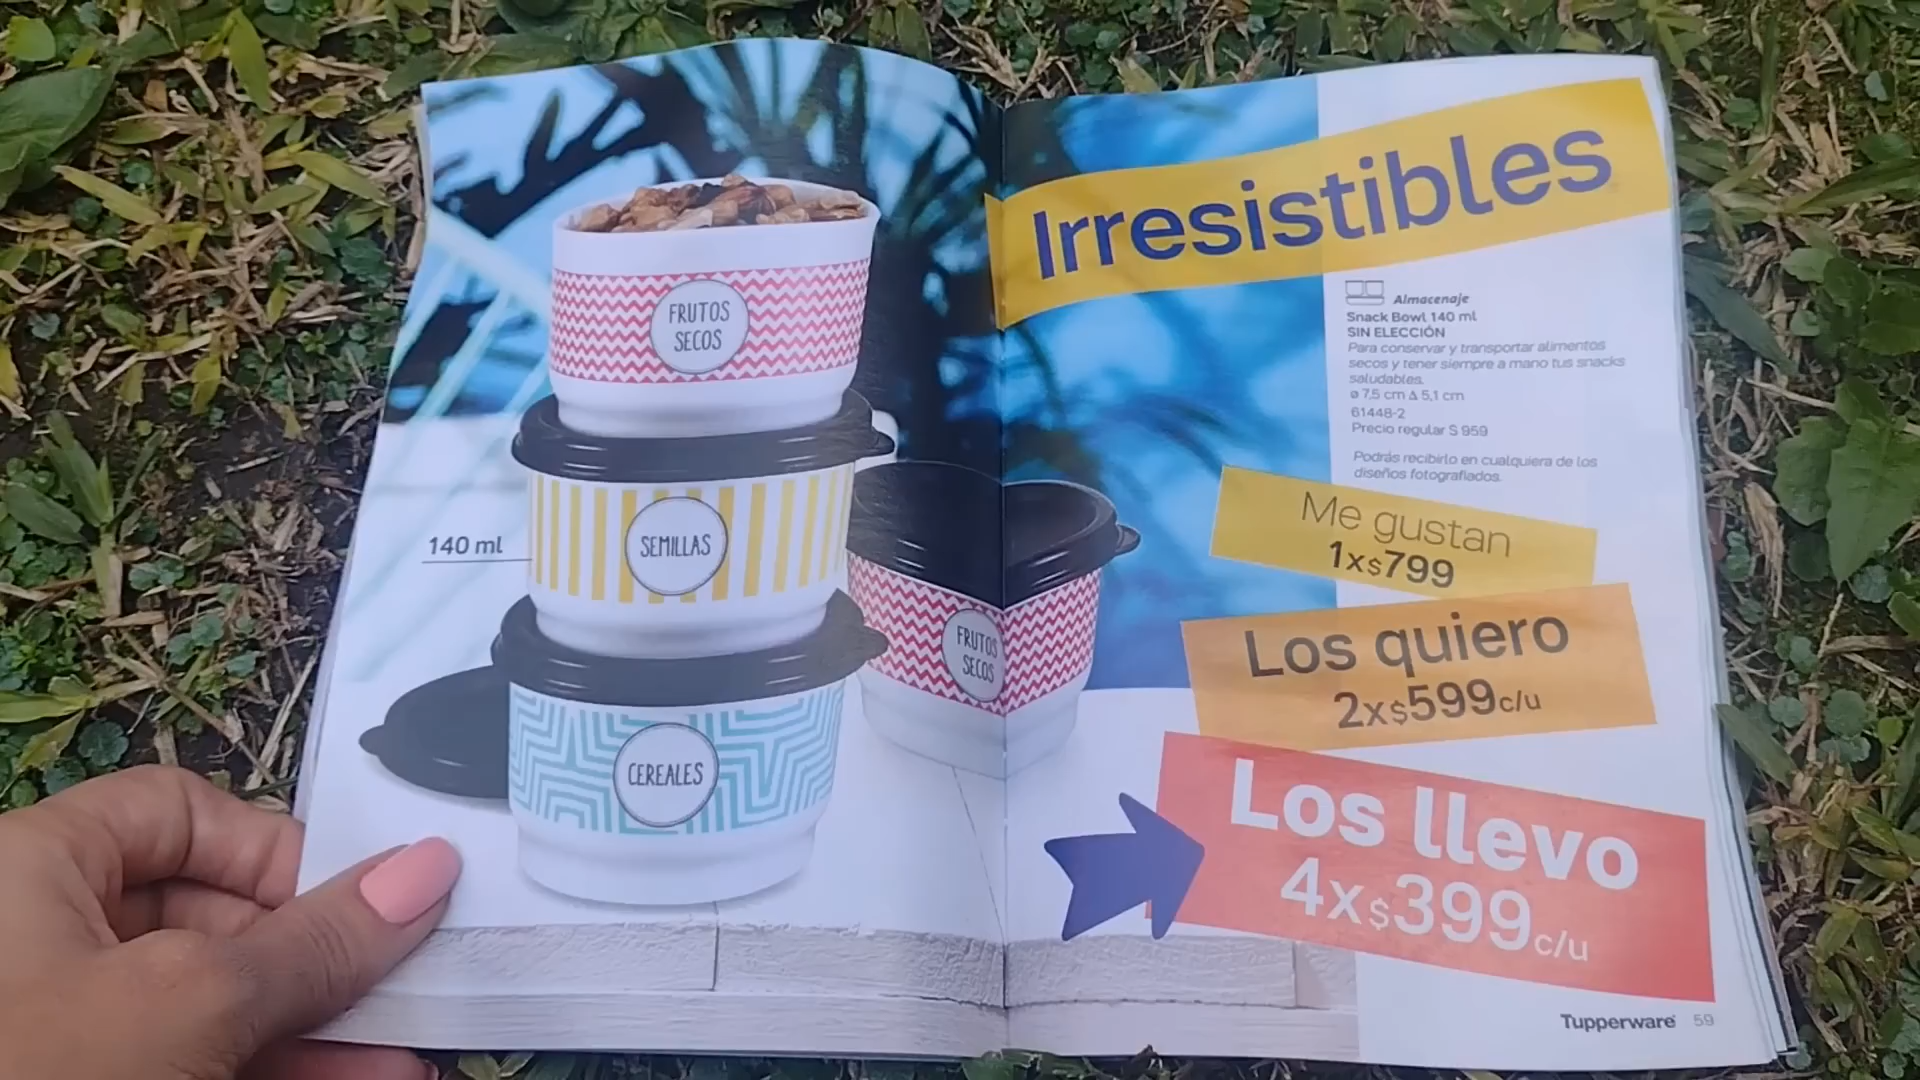 FRUTOS
SECOS
140 ml
SEMILLAS
CEREALES
FRUTOS
SECOS
Irresistibles
Almacenaje
Snack Bowl 140 ml
SIN ELECCIÓN
Para conservar y transportar alimentos
secos y tener siempre a mano tus snacks
saludables.
ø 7,5 cm Δ 5,1 cm
61448-2
Precio regular $ 959
Podrás recibirlo en cualquiera de los
diseños fotografiados.
Me gustan
1x$799
Los quiero
2x$599c/u
Los llevo
4x$399c/u
Tupperware 59